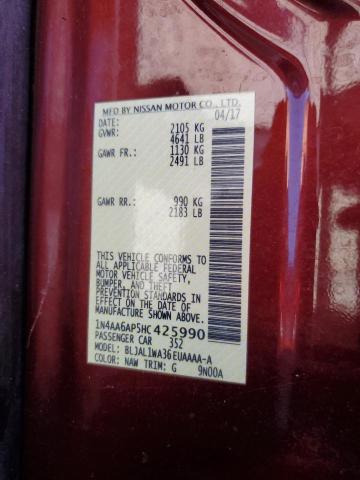 MFD BY NISSAN MOTOR CO., LTD.
DATE: 04/17
GVWR: 2105 KG
4641 LB
GAWR FR.: 1130 KG
2491 LB
GAWR RR.: 990 KG
2183 LB
THIS VEHICLE CONFORMS TO
ALL APPLICABLE FEDERAL
MOTOR VEHICLE SAFETY,
BUMPER, AND THEFT
PREVENTION STANDARDS
IN EFFECT ON THE DATE OF
MANUFACTURE SHOWN ABOVE.
1N4AA6AP5HC425990
PASSENGER CAR 352
MODEL: BLJALIWA36EUAAAA-A
COLOR: NAW TRIM: G 9N00A